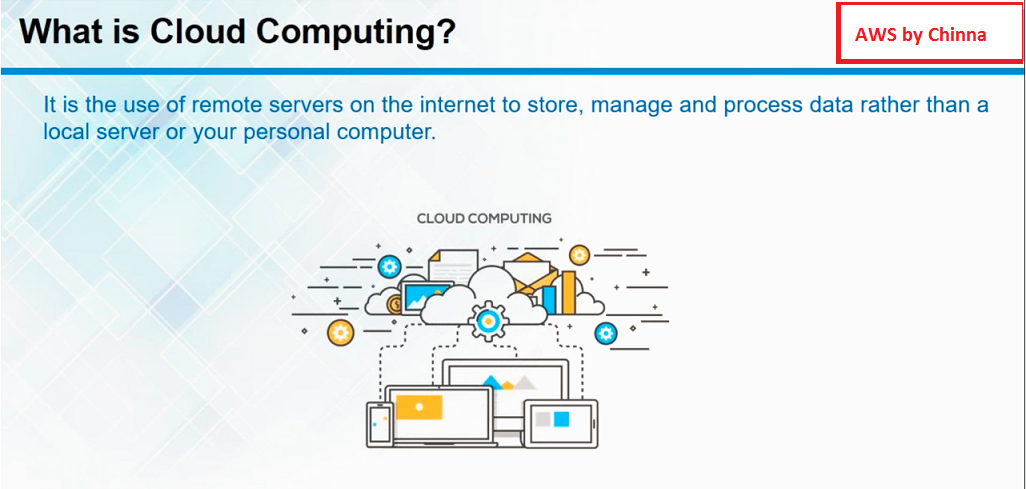 What is Cloud Computing?
AWS by Chinna
It is the use of remote servers on the internet to store, manage and process data rather than a
local server or your personal computer.
CLOUD COMPUTING